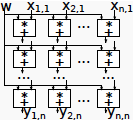 W x1,1 x2,1 xn,1
* * ... *
+ + +
* * ... *
+ + +
... ... ...
* * ... *
+ + +
y1,n y2,n yn,n